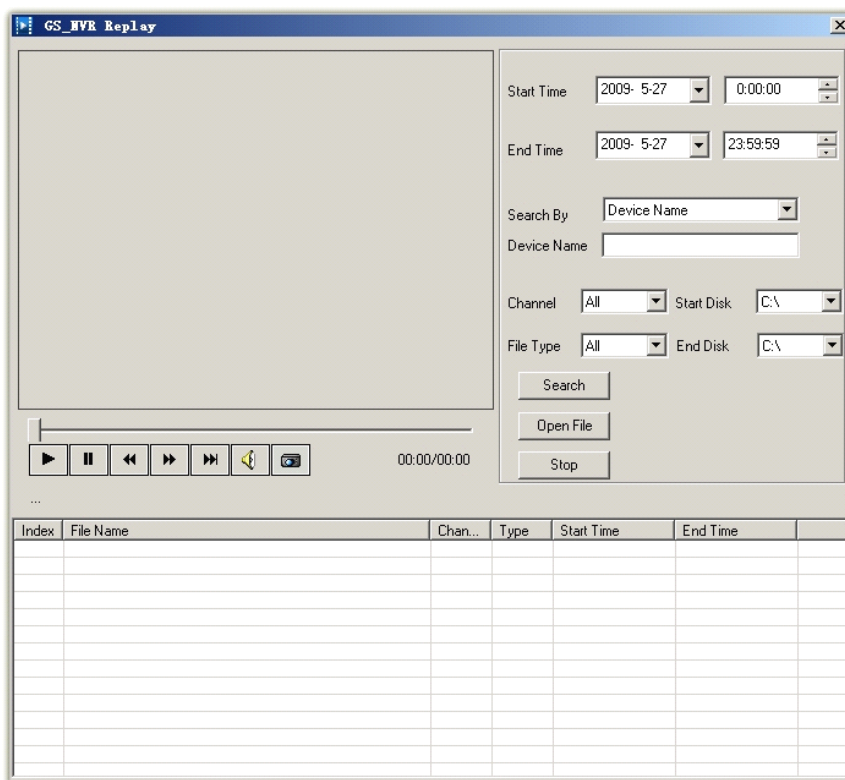 GS_NVR Replay
Start Time 2009- 5-27 0:00:00
End Time 2009- 5-27 23:59:59
Search By Device Name
Device Name
Channel All Start Disk C:\
File Type All End Disk C:\
Search
Open File
Stop
00:00/00:00
...
Index File Name Chan... Type Start Time End Time